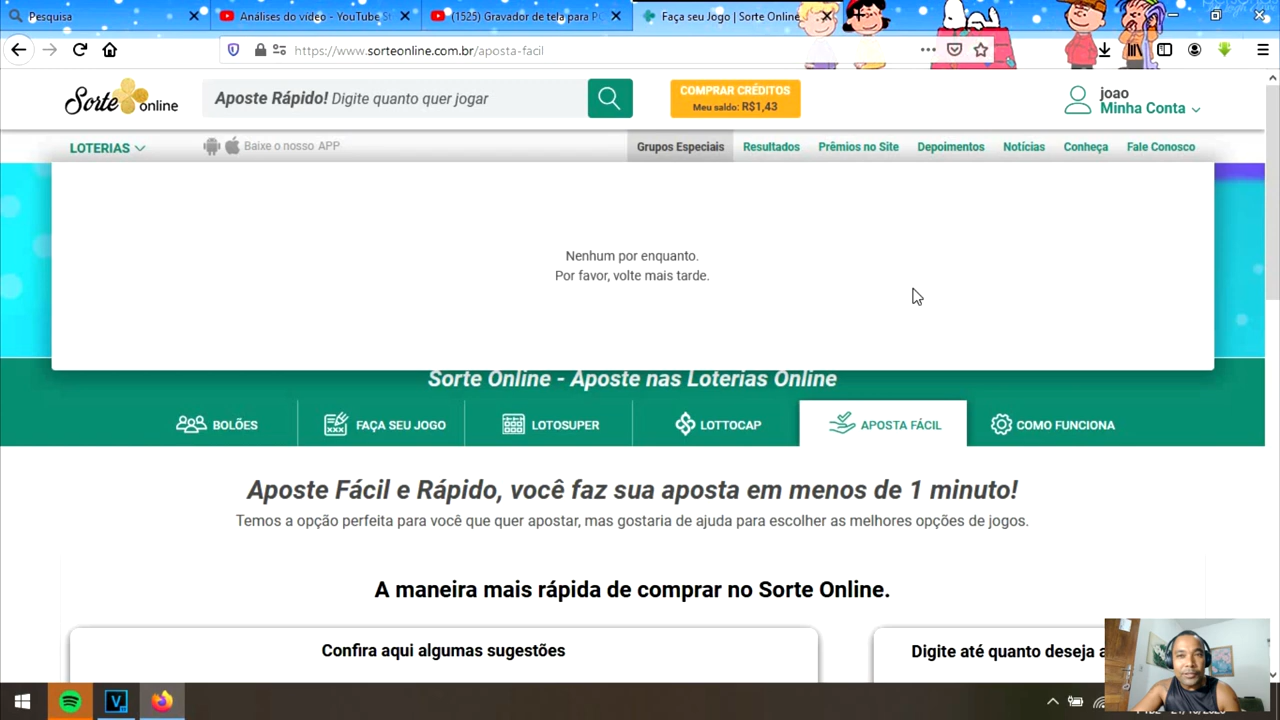 Pesquisa
Análises do vídeo - YouTube St
(1525) Gravador de tela para PC
Faça seu Jogo | Sorte Online
https://www.sorteonline.com.br/aposta-facil
Sorte online
Aposte Rápido! Digite quanto quer jogar
COMPRAR CRÉDITOS
Meu saldo: R$1,43
joao
Minha Conta
LOTERIAS
Baixe o nosso APP
Grupos Especiais
Resultados
Prêmios no Site
Depoimentos
Notícias
Conheça
Fale Conosco
Nenhum por enquanto.
Por favor, volte mais tarde.
Sorte Online - Aposte nas Loterias Online
BOLÕES
FAÇA SEU JOGO
LOTOSUPER
LOTTOCAP
APOSTA FÁCIL
COMO FUNCIONA
Aposte Fácil e Rápido, você faz sua aposta em menos de 1 minuto!
Temos a opção perfeita para você que quer apostar, mas gostaria de ajuda para escolher as melhores opções de jogos.
A maneira mais rápida de comprar no Sorte Online.
Confira aqui algumas sugestões
Digite até quanto deseja a